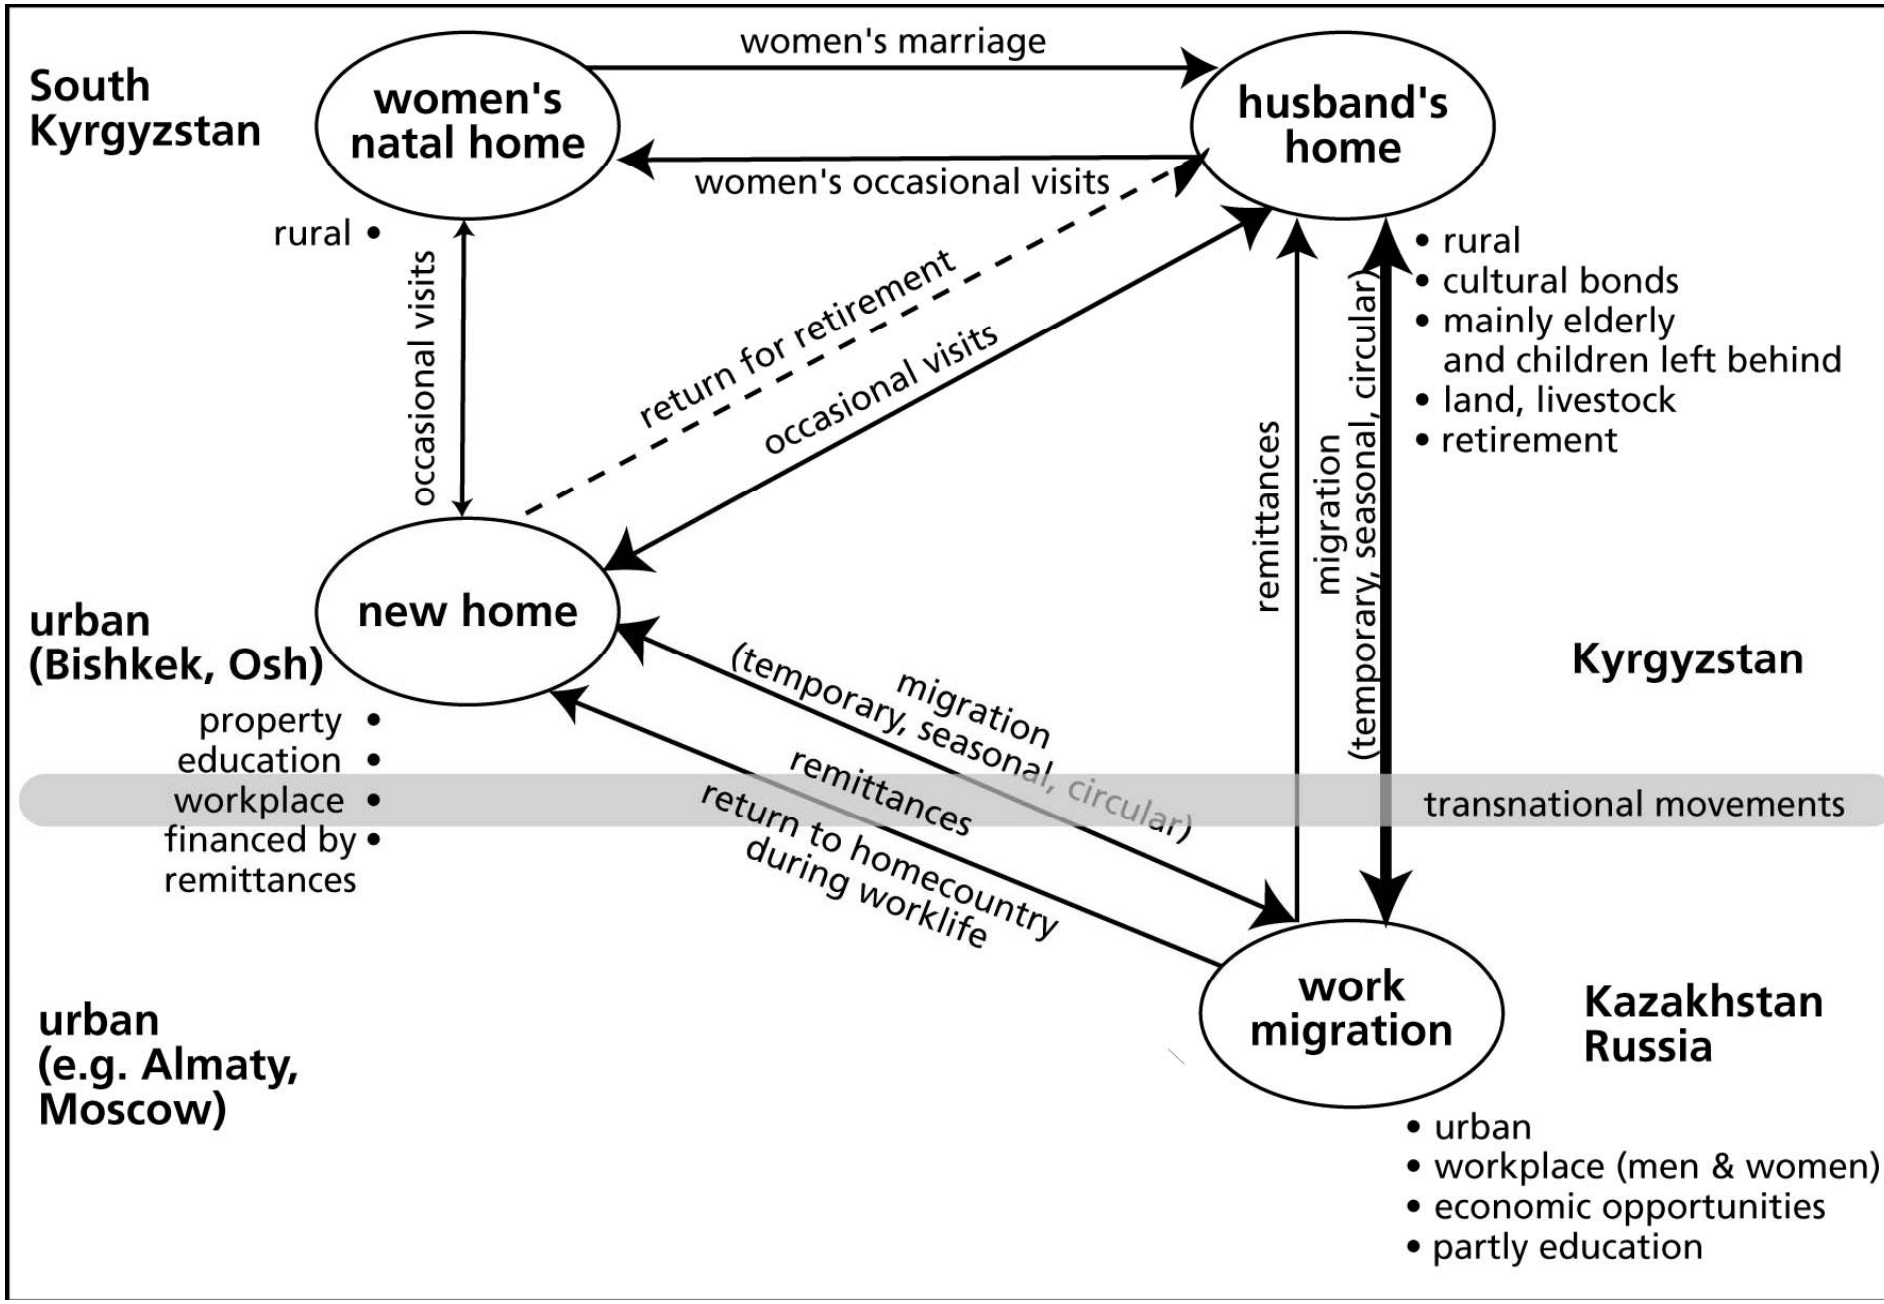 women's marriage
South
Kyrgyzstan
women's
natal home
husband's
home
women's occasional visits
rural •
occasional visits
return for retirement
occasional visits
remittances
migration
(temporary, seasonal, circular)
• rural
• cultural bonds
• mainly elderly
and children left behind
• land, livestock
• retirement
new home
urban
(Bishkek, Osh)
Kyrgyzstan
property •
education •
workplace •
financed by •
remittances
migration
(temporary, seasonal, circular)
remittances
return to homecountry
during worklife
transnational movements
work
migration
Kazakhstan
Russia
urban
(e.g. Almaty,
Moscow)
• urban
• workplace (men & women)
• economic opportunities
• partly education